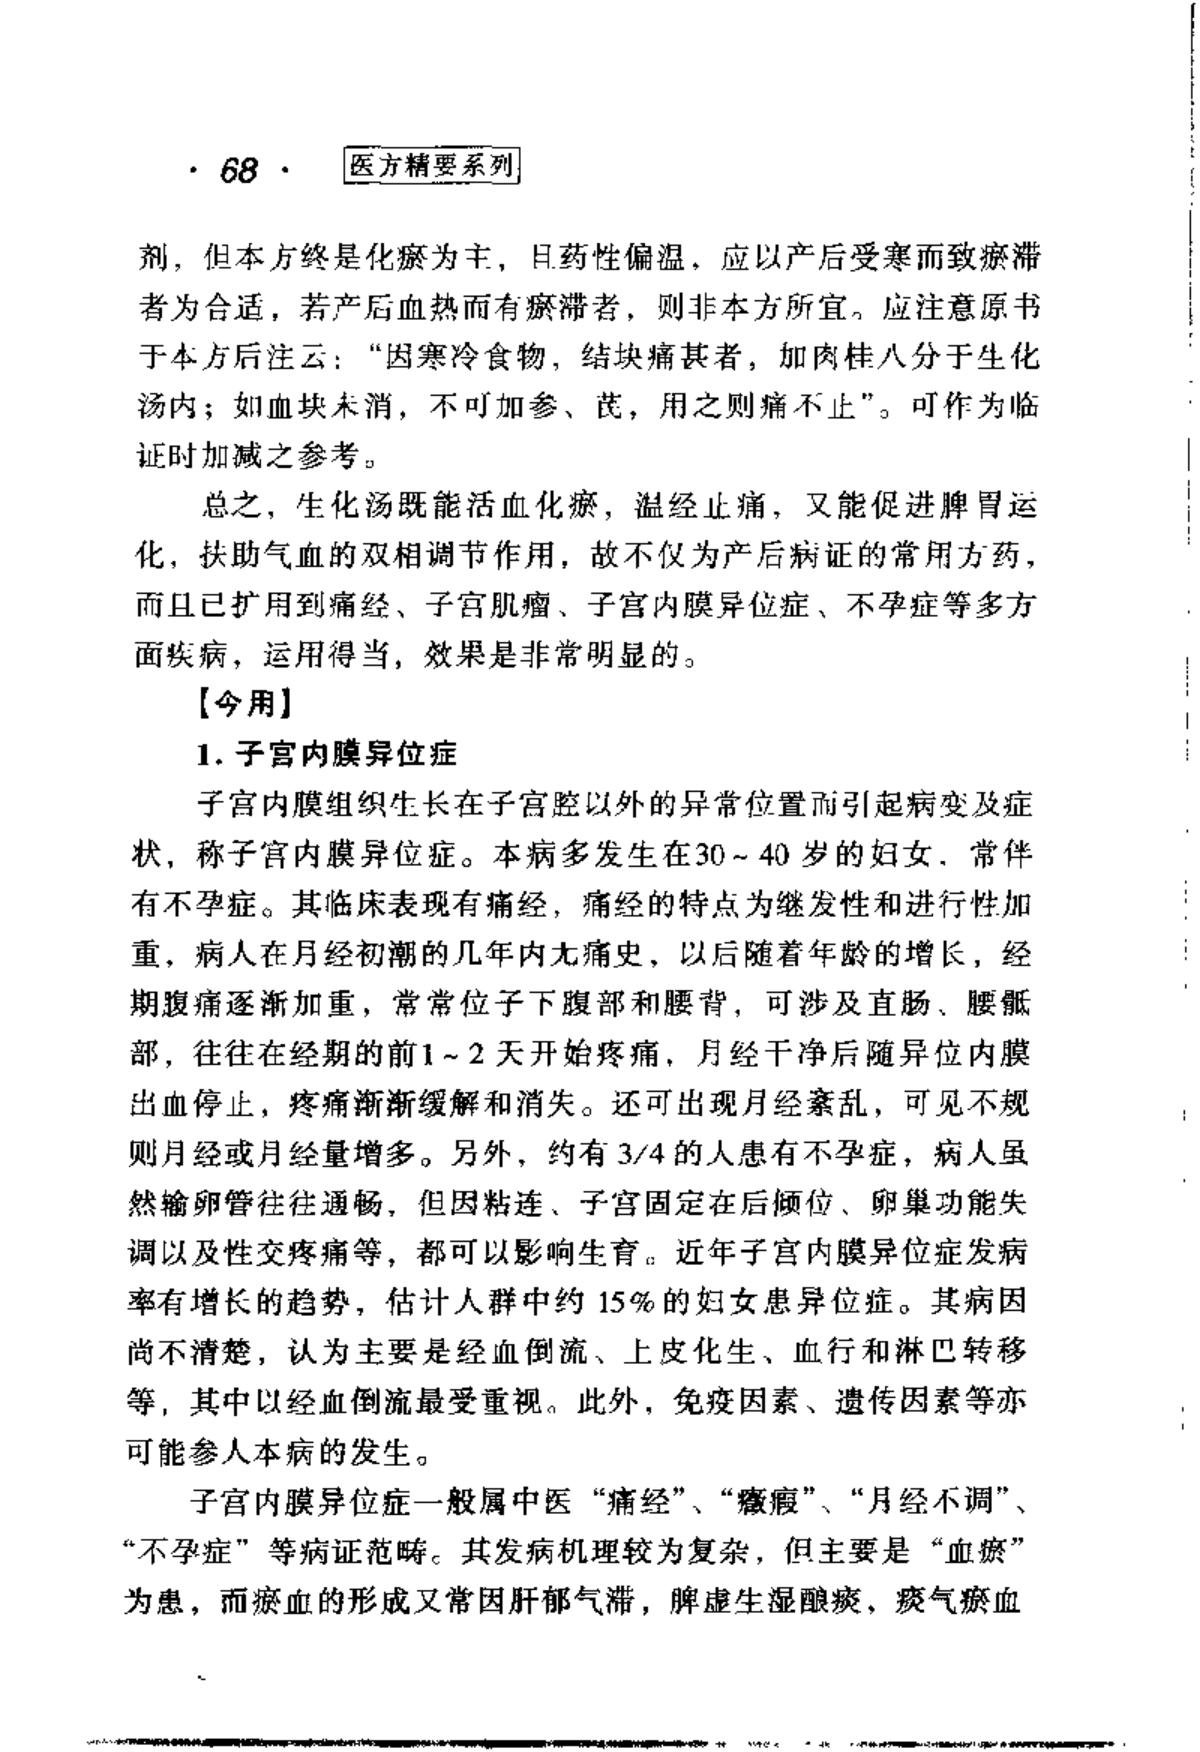 · 68 · 医方精要系列
剂，但本方终是化瘀为主，且药性偏温，应以产后受寒而致瘀滞
者为合适，若产后血热而有瘀滞者，则非本方所宜。应注意原书
于本方后注云：“因寒冷食物，结块痛甚者，加肉桂八分于生化
汤内；如血块未消，不可加参、芪，用之则痛不止”。可作为临
证时加减之参考。
总之，生化汤既能活血化瘀，温经止痛，又能促进脾胃运
化，扶助气血的双相调节作用，故不仅为产后病证的常用方药，
而且已扩用到痛经、子宫肌瘤、子宫内膜异位症、不孕症等多方
面疾病，运用得当，效果是非常明显的。
【今用】
1. 子宫内膜异位症
子宫内膜组织生长在子宫腔以外的异常位置而引起病变及症
状，称子宫内膜异位症。本病多发生在30~40 岁的妇女，常伴
有不孕症。其临床表现有痛经，痛经的特点为继发性和进行性加
重，病人在月经初潮的几年内无痛史，以后随着年龄的增长，经
期腹痛逐渐加重，常常位于下腹部和腰背，可涉及直肠、腰骶
部，往往在经期的前1~2 天开始疼痛，月经干净后随异位内膜
出血停止，疼痛渐渐缓解和消失。还可出现月经紊乱，可见不规
则月经或月经量增多。另外，约有 3/4 的人患有不孕症，病人虽
然输卵管往往通畅，但因粘连、子宫固定在后倾位、卵巢功能失
调以及性交疼痛等，都可以影响生育。近年子宫内膜异位症发病
率有增长的趋势，估计人群中约 15%的妇女患异位症。其病因
尚不清楚，认为主要是经血倒流、上皮化生、血行和淋巴转移
等，其中以经血倒流最受重视。此外，免疫因素、遗传因素等亦
可能参人本病的发生。
子宫内膜异位症一般属中医“痛经”、“癥瘕”、“月经不调”、
“不孕症”等病证范畴。其发病机理较为复杂，但主要是“血瘀”
为患，而瘀血的形成又常因肝郁气滞，脾虚生湿酿痰，痰气瘀血